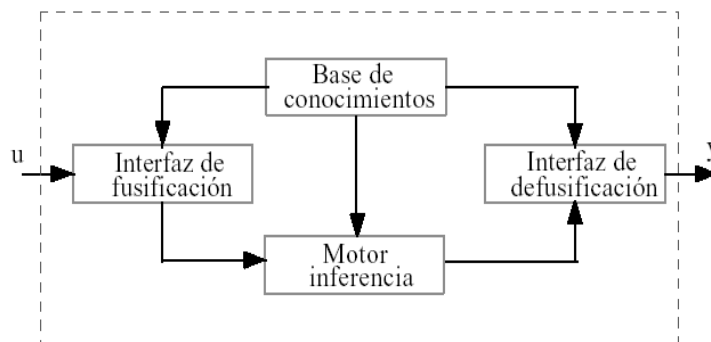 Base de
conocimientos
u
Interfaz de
fusificación
Interfaz de
defusificación
y
Motor
inferencia